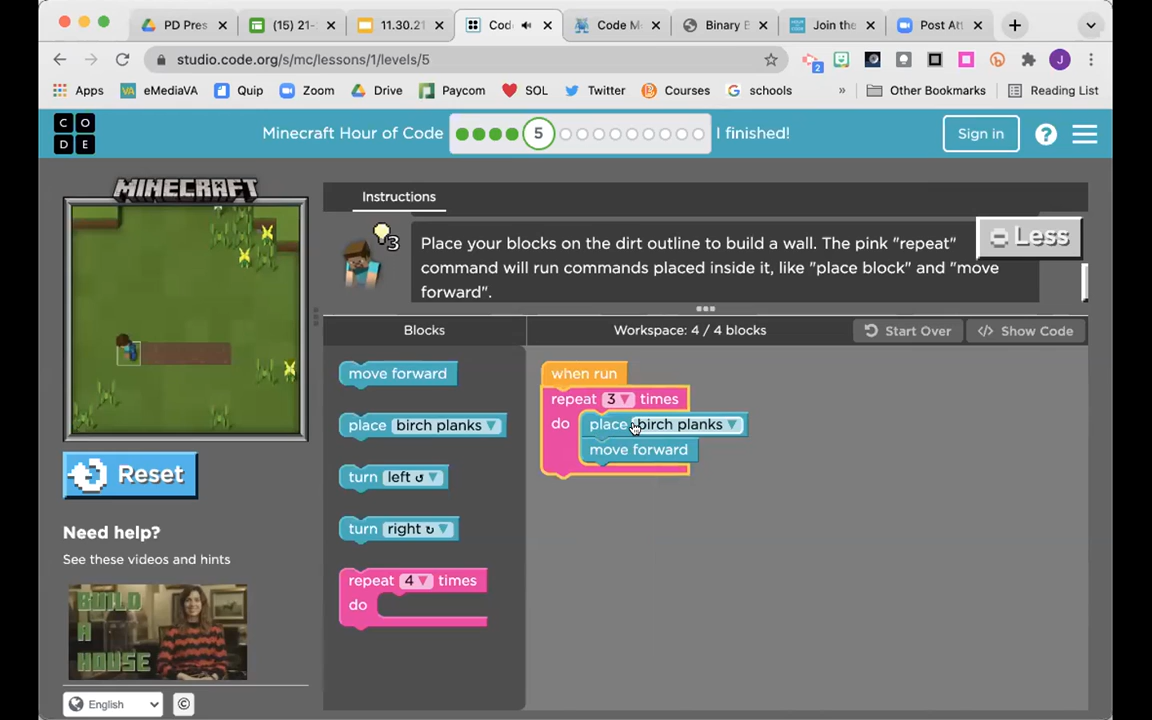 PD Pres
(15) 21-
11.30.21
Cod
Code M
Binary E
Join the
Post Att
studio.code.org/s/mc/lessons/1/levels/5
2
J
Apps
eMediaVA
Quip
Zoom
Drive
Paycom
SOL
Twitter
Courses
schools
»
Other Bookmarks
Reading List
C O
D E
Minecraft Hour of Code
5
I finished!
Sign in
?
MINECRAFT
Instructions
3
Place your blocks on the dirt outline to build a wall. The pink "repeat"
command will run commands placed inside it, like "place block" and "move
forward".
Less
Blocks
Workspace: 4 / 4 blocks
Start Over
</> Show Code
move forward
place birch planks
turn left ↺
turn right ↻
repeat 4 times
do
when run
repeat 3 times
do
place birch planks
move forward
Reset
Need help?
See these videos and hints
BUILD
A
HOUSE
English
©